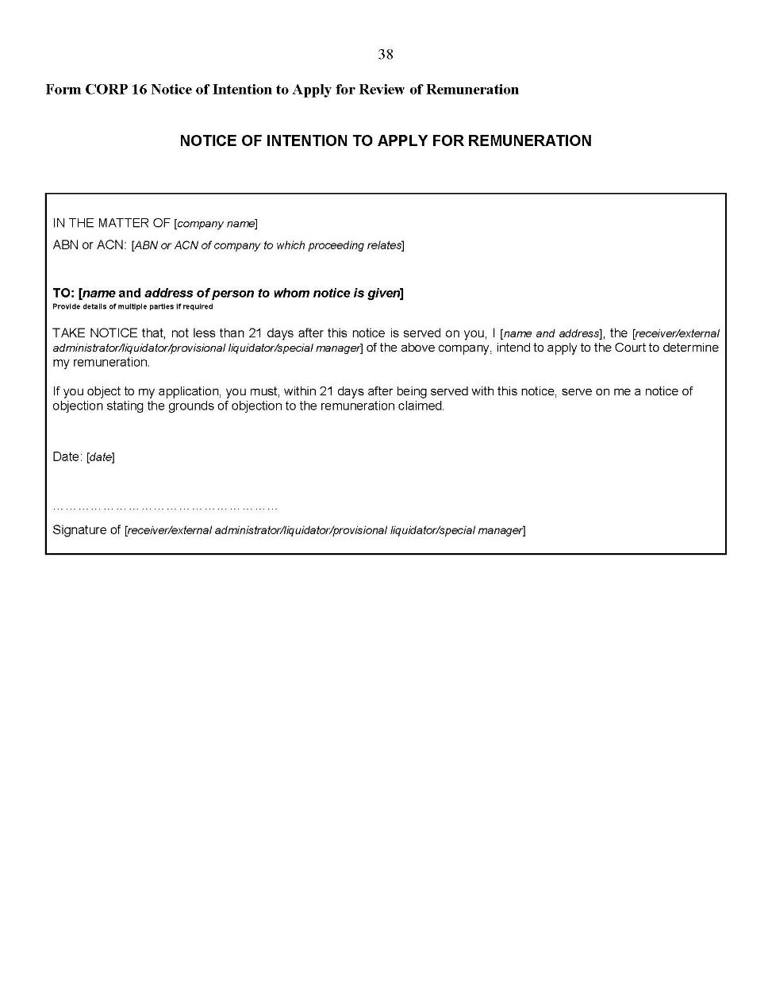 38
Form CORP 16 Notice of Intention to Apply for Review of Remuneration
NOTICE OF INTENTION TO APPLY FOR REMUNERATION
IN THE MATTER OF [company name]
ABN or ACN: [ABN or ACN of company to which proceeding relates]
TO: [name and address of person to whom notice is given]
Provide details of multiple parties if required
TAKE NOTICE that, not less than 21 days after this notice is served on you, I [name and address], the [receiver/external
administrator/liquidator/provisional liquidator/special manager] of the above company, intend to apply to the Court to determine
my remuneration.
If you object to my application, you must, within 21 days after being served with this notice, serve on me a notice of
objection stating the grounds of objection to the remuneration claimed.
Date: [date]
………………………………………………
Signature of [receiver/external administrator/liquidator/provisional liquidator/special manager]